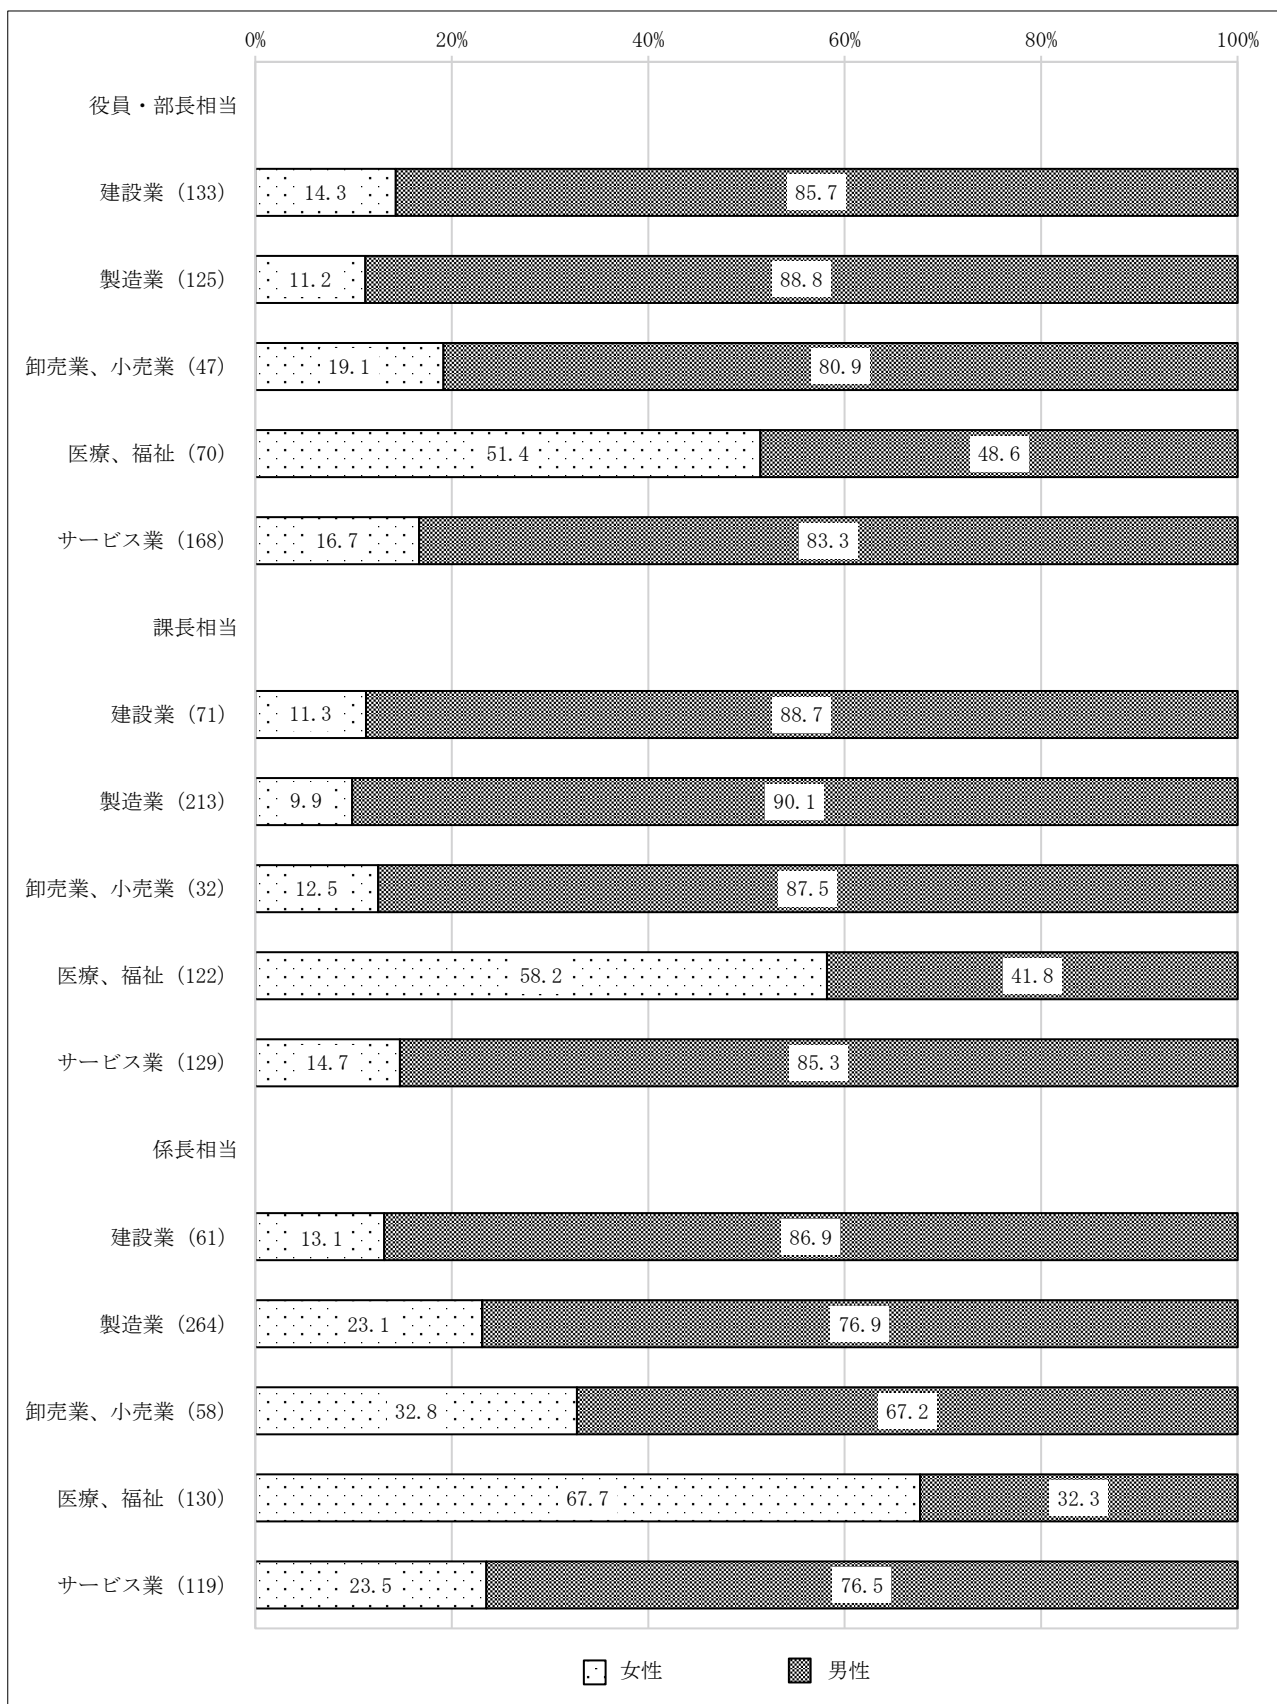 0% 20% 40% 60% 80% 100%
役員・部長相当
建設業（133） 14.3 85.7
製造業（125） 11.2 88.8
卸売業、小売業（47） 19.1 80.9
医療、福祉（70） 51.4 48.6
サービス業（168） 16.7 83.3
課長相当
建設業（71） 11.3 88.7
製造業（213） 9.9 90.1
卸売業、小売業（32） 12.5 87.5
医療、福祉（122） 58.2 41.8
サービス業（129） 14.7 85.3
係長相当
建設業（61） 13.1 86.9
製造業（264） 23.1 76.9
卸売業、小売業（58） 32.8 67.2
医療、福祉（130） 67.7 32.3
サービス業（119） 23.5 76.5
女性 男性